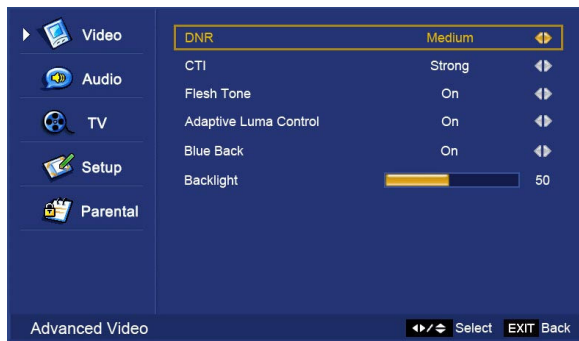 Video
Audio
TV
Setup
Parental
DNR Medium
CTI Strong
Flesh Tone On
Adaptive Luma Control On
Blue Back On
Backlight 50
Advanced Video
Select EXIT Back